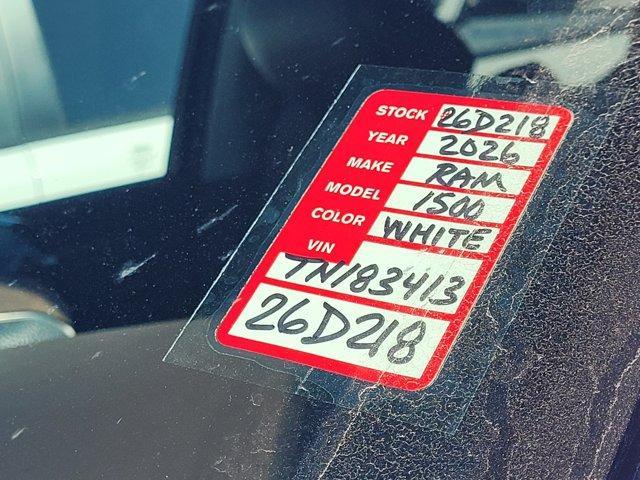 STOCK 26D218
YEAR 2026
MAKE RAM
MODEL 1500
COLOR WHITE
VIN
TN183413
26D218